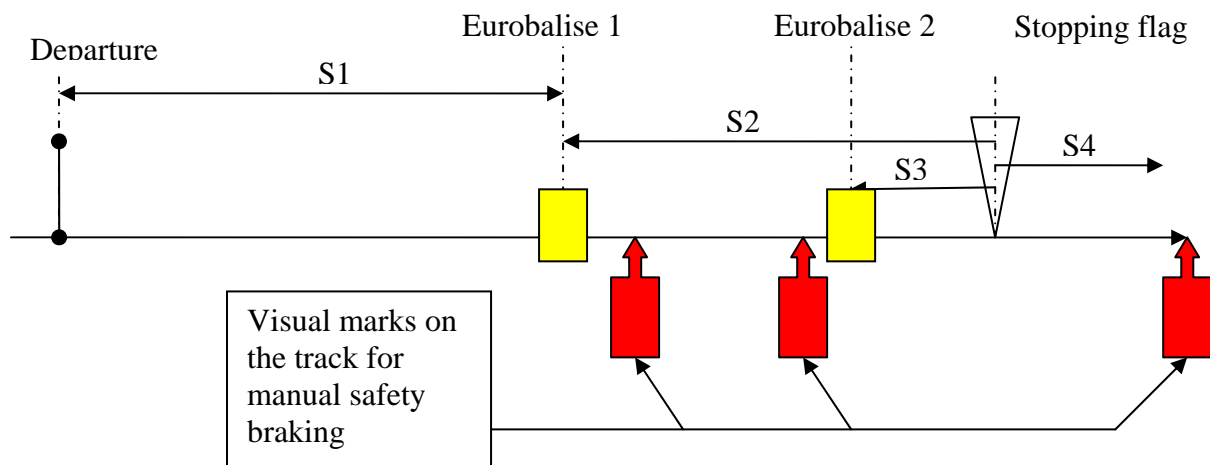 Eurobalise 1
Eurobalise 2
Stopping flag
Departure
S1
S2
S4
S3
Visual marks on
the track for
manual safety
braking